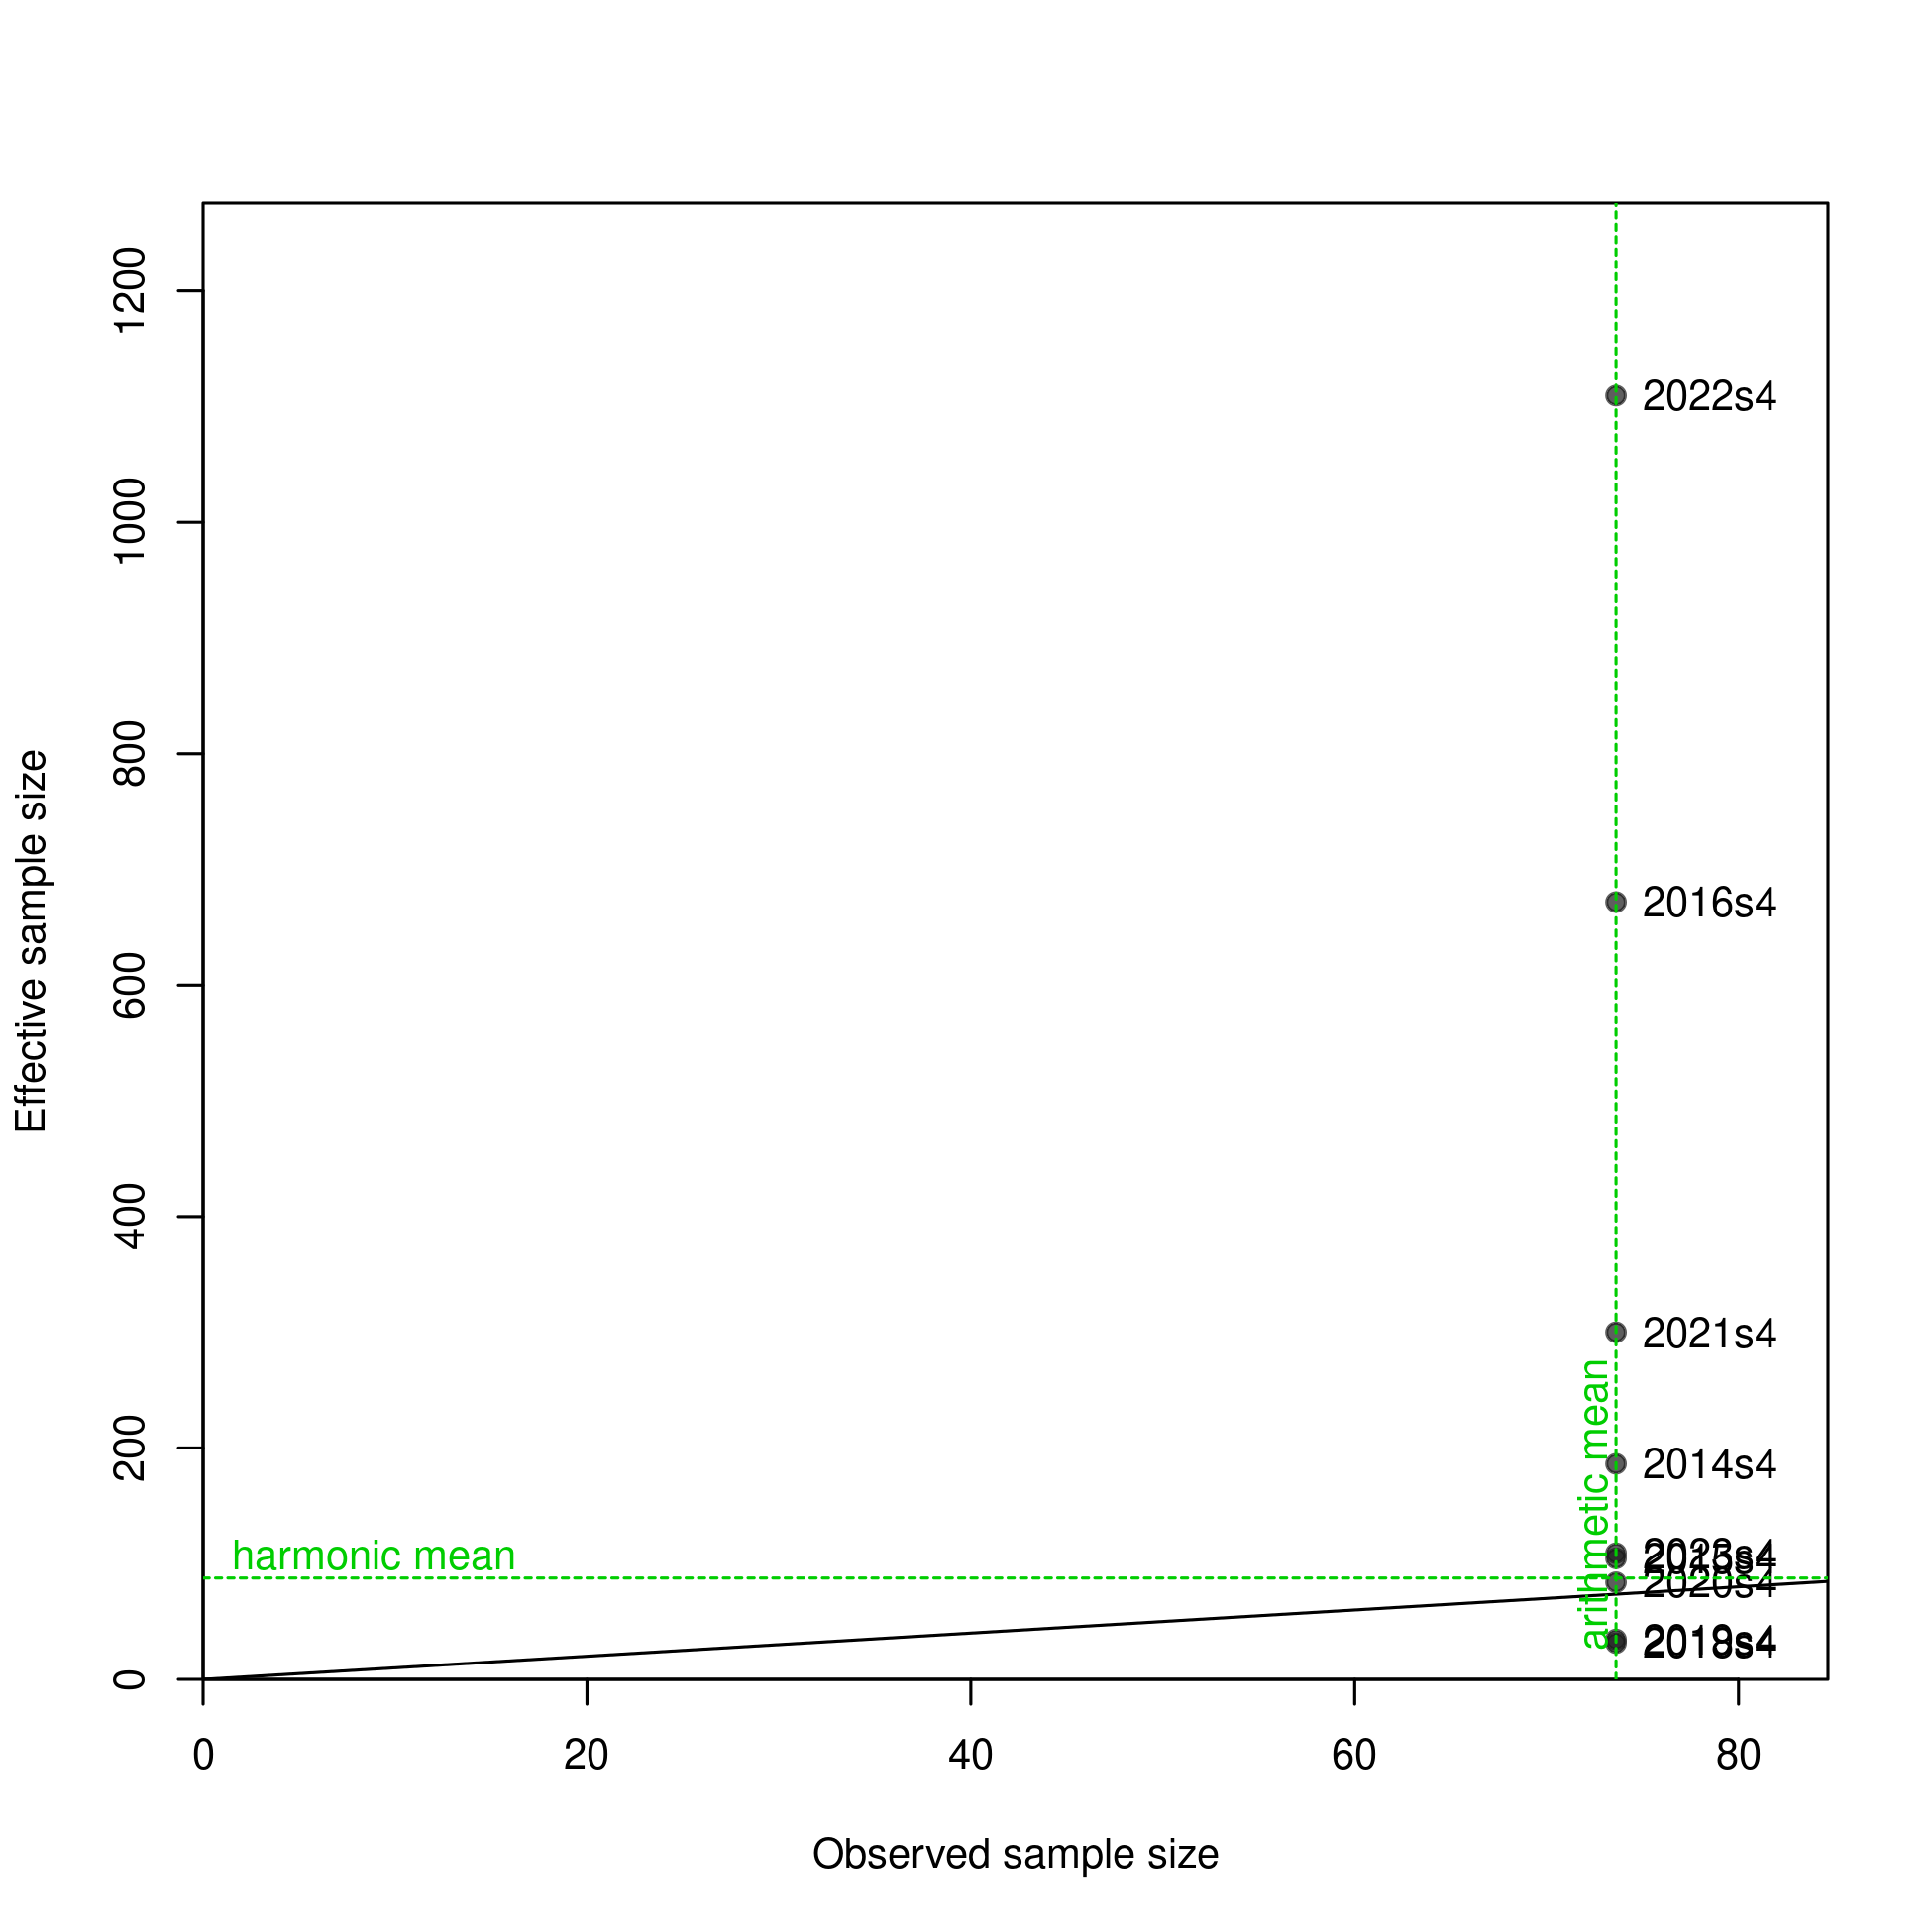 1200
1000
800
600
400
200
0
Effective sample size
2022s4
2016s4
2021s4
2014s4
2020s4
harmonic mean
arithmetic mean
0
20
40
60
80
Observed sample size